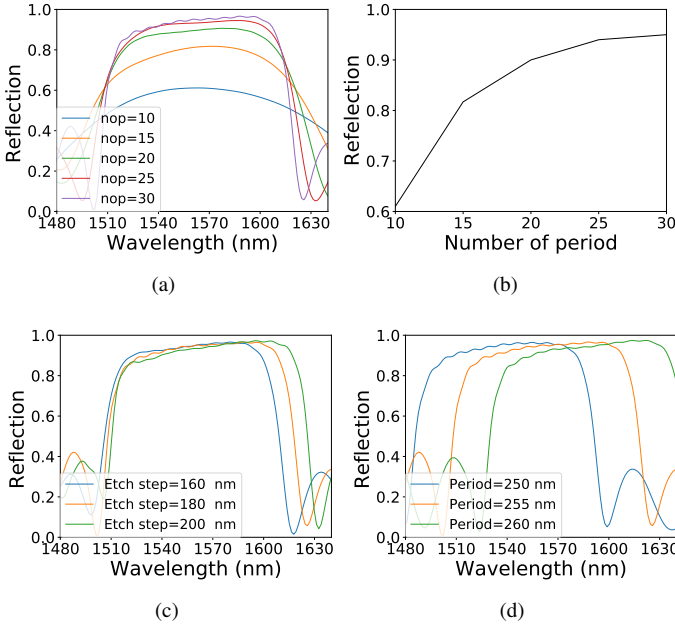 1.0
0.8
0.6
0.4
0.2
0.0
Reflection
nop=10
nop=15
nop=20
nop=25
nop=30
1480 1510 1540 1570 1600 1630
Wavelength (nm)
(a)
1.0
0.9
0.8
0.7
0.6
Refelection
10 15 20 25 30
Number of period
(b)
1.0
0.8
0.6
0.4
0.2
0.0
Reflection
Etch step=160 nm
Etch step=180 nm
Etch step=200 nm
1480 1510 1540 1570 1600 1630
Wavelength (nm)
(c)
1.0
0.8
0.6
0.4
0.2
0.0
Reflection
Period=250 nm
Period=255 nm
Period=260 nm
1480 1510 1540 1570 1600 1630
Wavelength (nm)
(d)